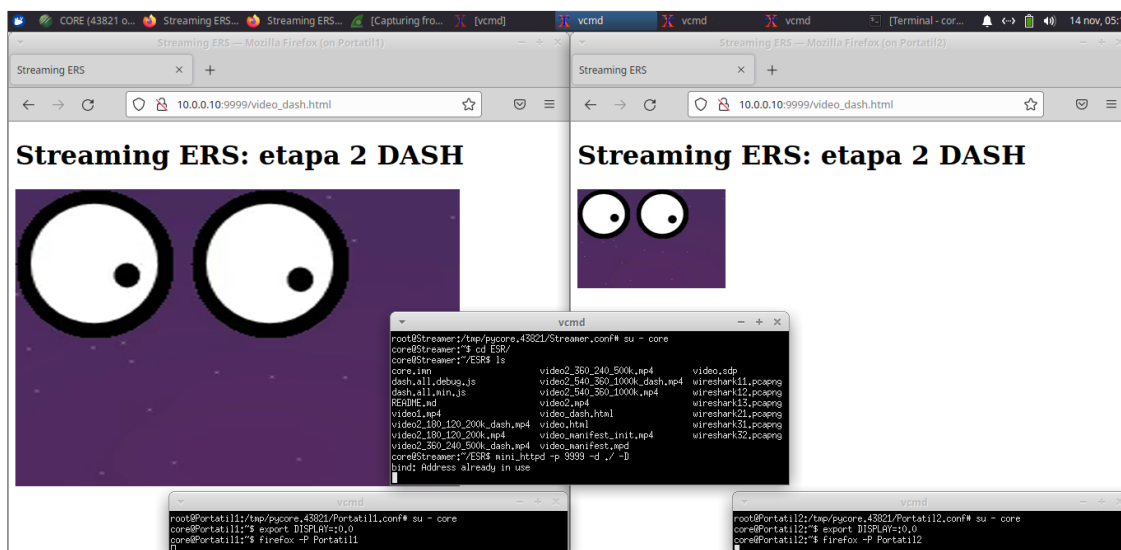 CORE (43821 o... Streaming ERS... Streaming ERS... [Capturing fro... [vcmd] vcmd vcmd vcmd [Terminal - cor... 14 nov, 05:
Streaming ERS — Mozilla Firefox (on Portatil1)
Streaming ERS
10.0.0.10:9999/video_dash.html
Streaming ERS: etapa 2 DASH
Streaming ERS — Mozilla Firefox (on Portatil2)
Streaming ERS
10.0.0.10:9999/video_dash.html
Streaming ERS: etapa 2 DASH
vcmd
root@Streamer:/tmp/pycore.43821/Streamer.conf# su - core
core@Streamer:~$ cd ESR/
core@Streamer:~/ESR$ ls
core.imn video2_360_240_500k.mp4 video.sdp
dash.all.debug.js video2_540_360_1000k_dash.mp4 wireshark11.pcapng
dash.all.min.js video2_540_360_1000k.mp4 wireshark12.pcapng
README.md video2.mp4 wireshark13.pcapng
video1.mp4 video_dash.html wireshark21.pcapng
video2_180_120_200k_dash.mp4 video.html wireshark31.pcapng
video2_180_120_200k.mp4 video_manifest_init.mp4 wireshark32.pcapng
video2_360_240_500k_dash.mp4 video_manifest.mpd
core@Streamer:~/ESR$ mini_httpd -p 9999 -d ./ -D
bind: Address already in use
vcmd
root@Portatil1:/tmp/pycore.43821/Portatil1.conf# su - core
core@Portatil1:~$ export DISPLAY=:0.0
core@Portatil1:~$ firefox -P Portatil1
vcmd
root@Portatil2:/tmp/pycore.43821/Portatil2.conf# su - core
core@Portatil2:~$ export DISPLAY=:0.0
core@Portatil2:~$ firefox -P Portatil2